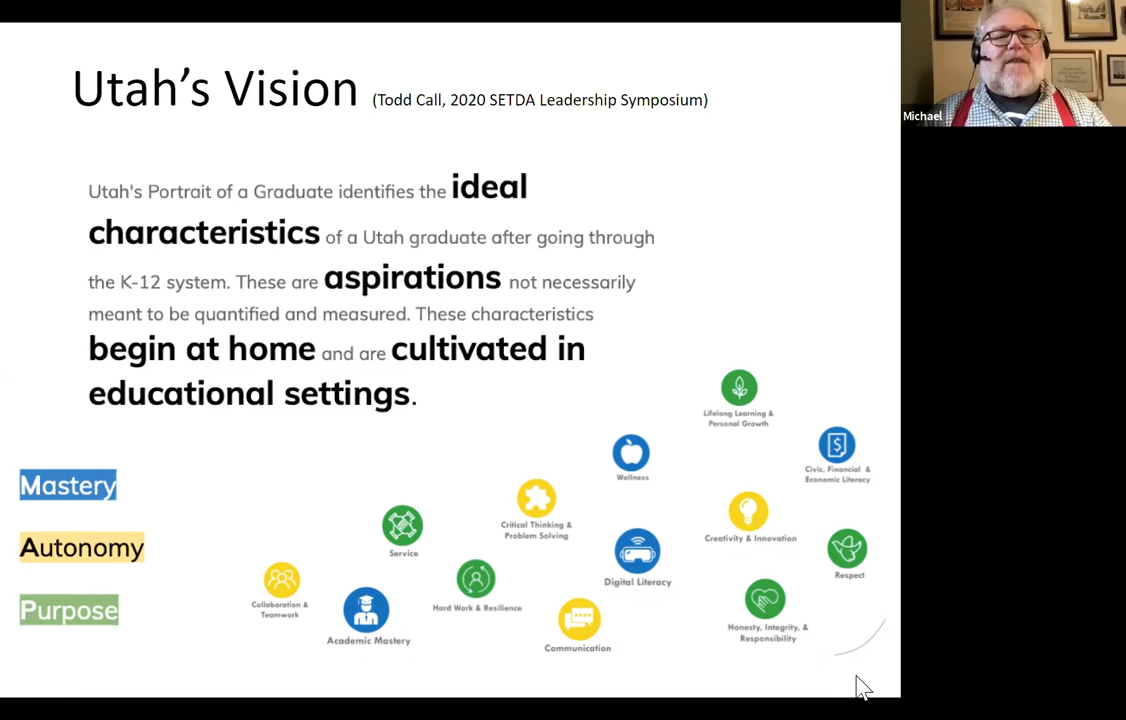 Utah's Vision (Todd Call, 2020 SETDA Leadership Symposium)
Michael
Utah's Portrait of a Graduate identifies the ideal
characteristics of a Utah graduate after going through
the K-12 system. These are aspirations not necessarily
meant to be quantified and measured. These characteristics
begin at home and are cultivated in
educational settings.
Mastery
Autonomy
Purpose
Lifelong Learning &
Personal Growth
Civic, Financial &
Economic Literacy
Wellness
Critical Thinking &
Problem Solving
Creativity & Innovation
Service
Respect
Digital Literacy
Collaboration &
Teamwork
Hard Work & Resilience
Honesty, Integrity, &
Responsibility
Academic Mastery
Communication